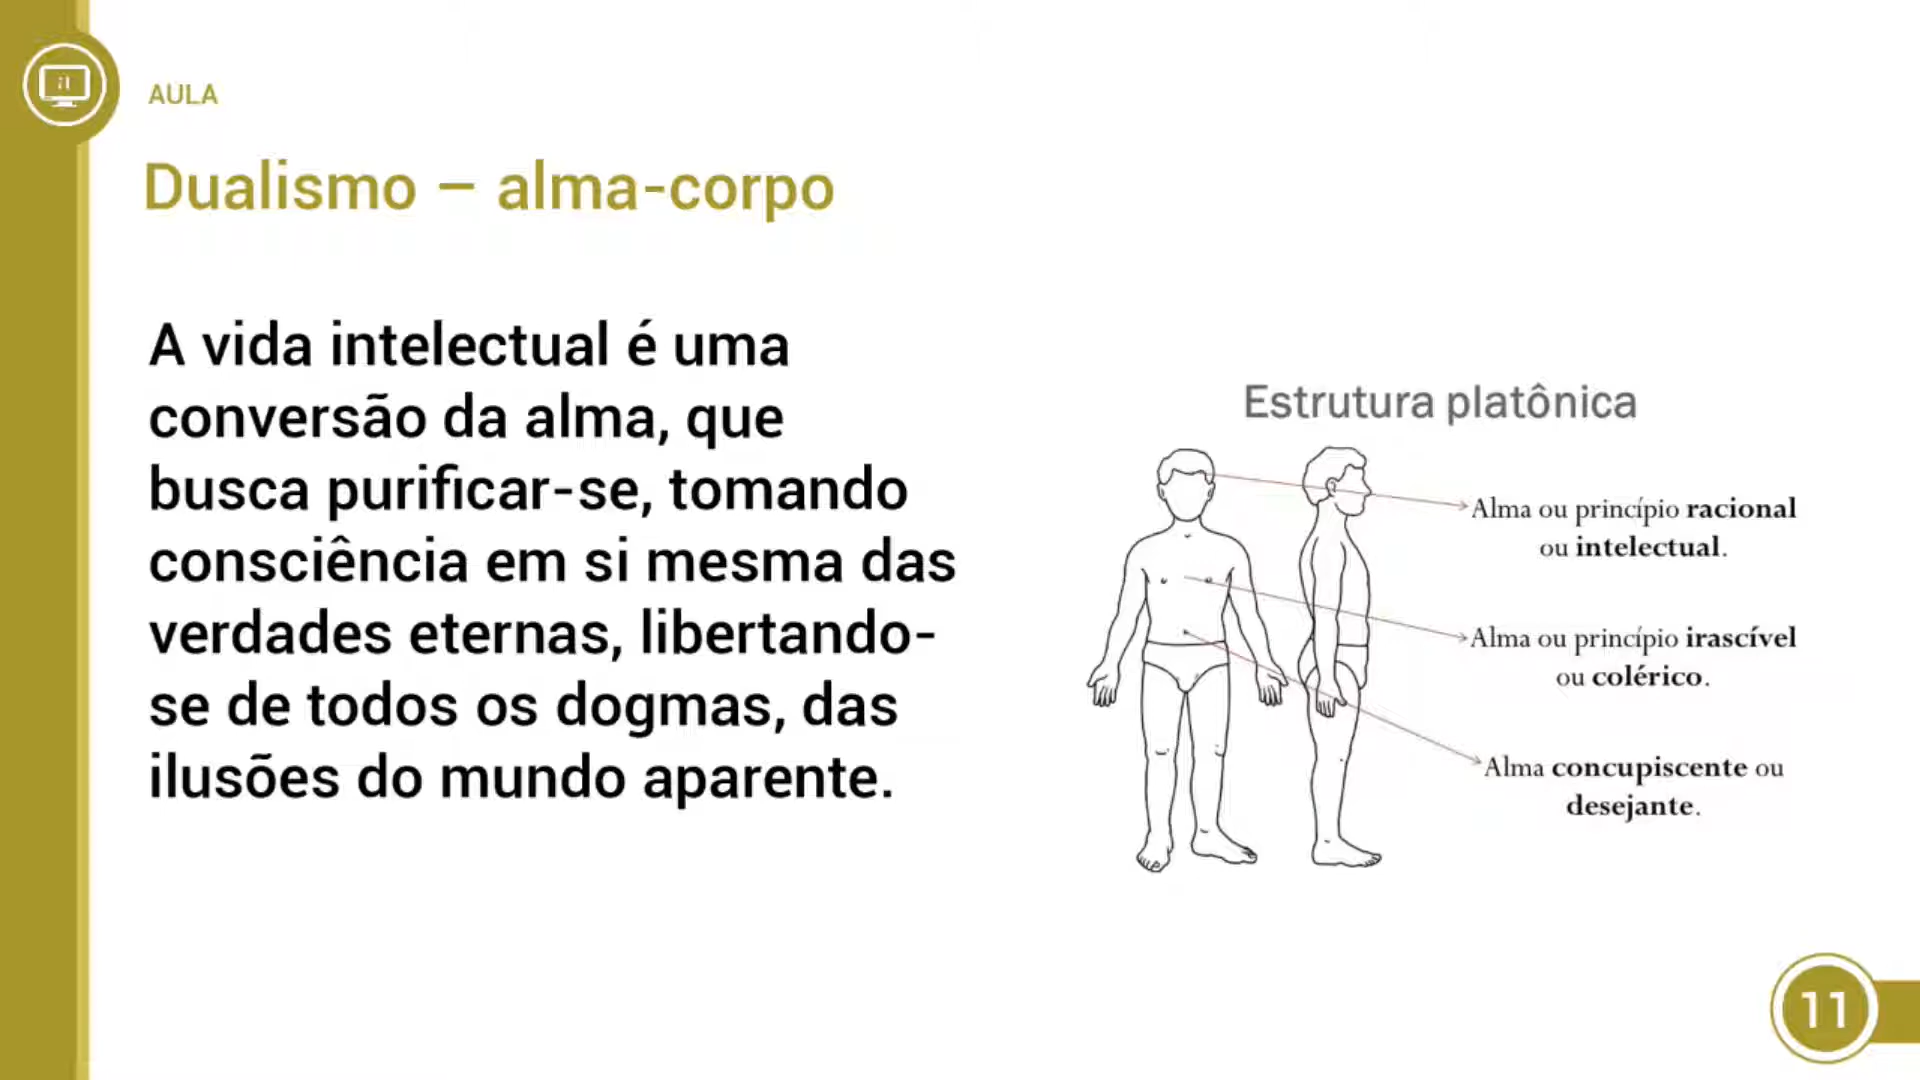 AULA
Dualismo – alma-corpo
A vida intelectual é uma
conversão da alma, que
busca purificar-se, tomando
consciência em si mesma das
verdades eternas, libertando-
se de todos os dogmas, das
ilusões do mundo aparente.
Estrutura platônica
Alma ou princípio racional
ou intelectual.
Alma ou princípio irascível
ou colérico.
Alma concupiscente ou
desejante.
11